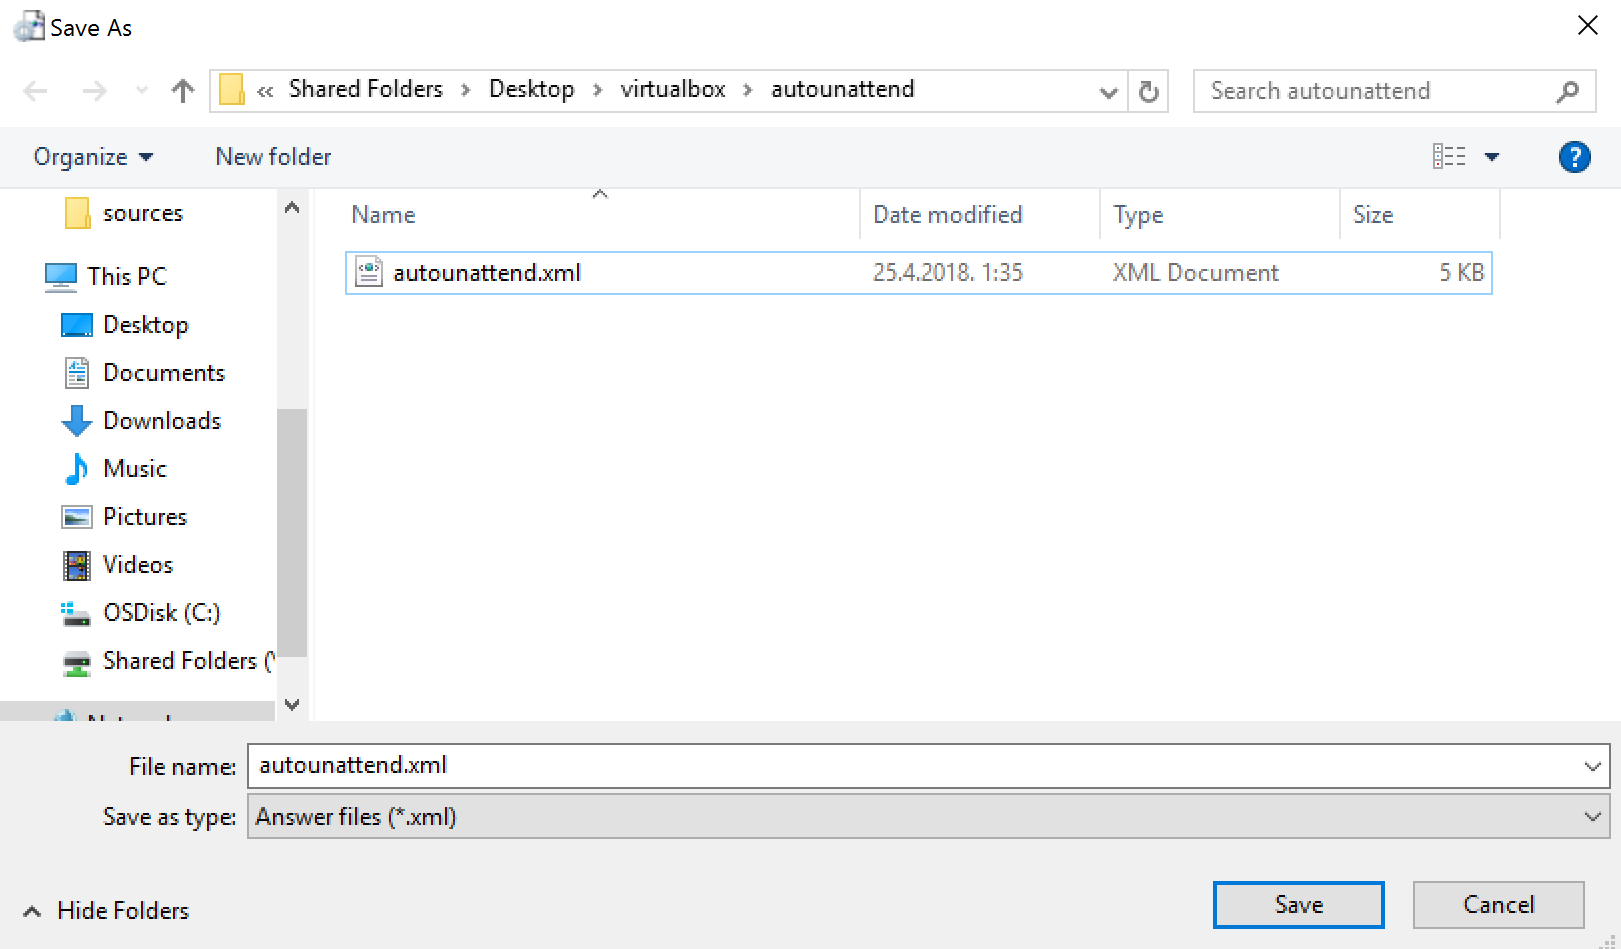 Save As
« Shared Folders > Desktop > virtualbox > autounattend
Search autounattend
Organize
New folder
?
Name
Date modified
Type
Size
autounattend.xml 25.4.2018. 1:35 XML Document 5 KB
sources
This PC
Desktop
Documents
Downloads
Music
Pictures
Videos
OSDisk (C:)
Shared Folders (
File name: autounattend.xml
Save as type: Answer files (*.xml)
Hide Folders
Save
Cancel